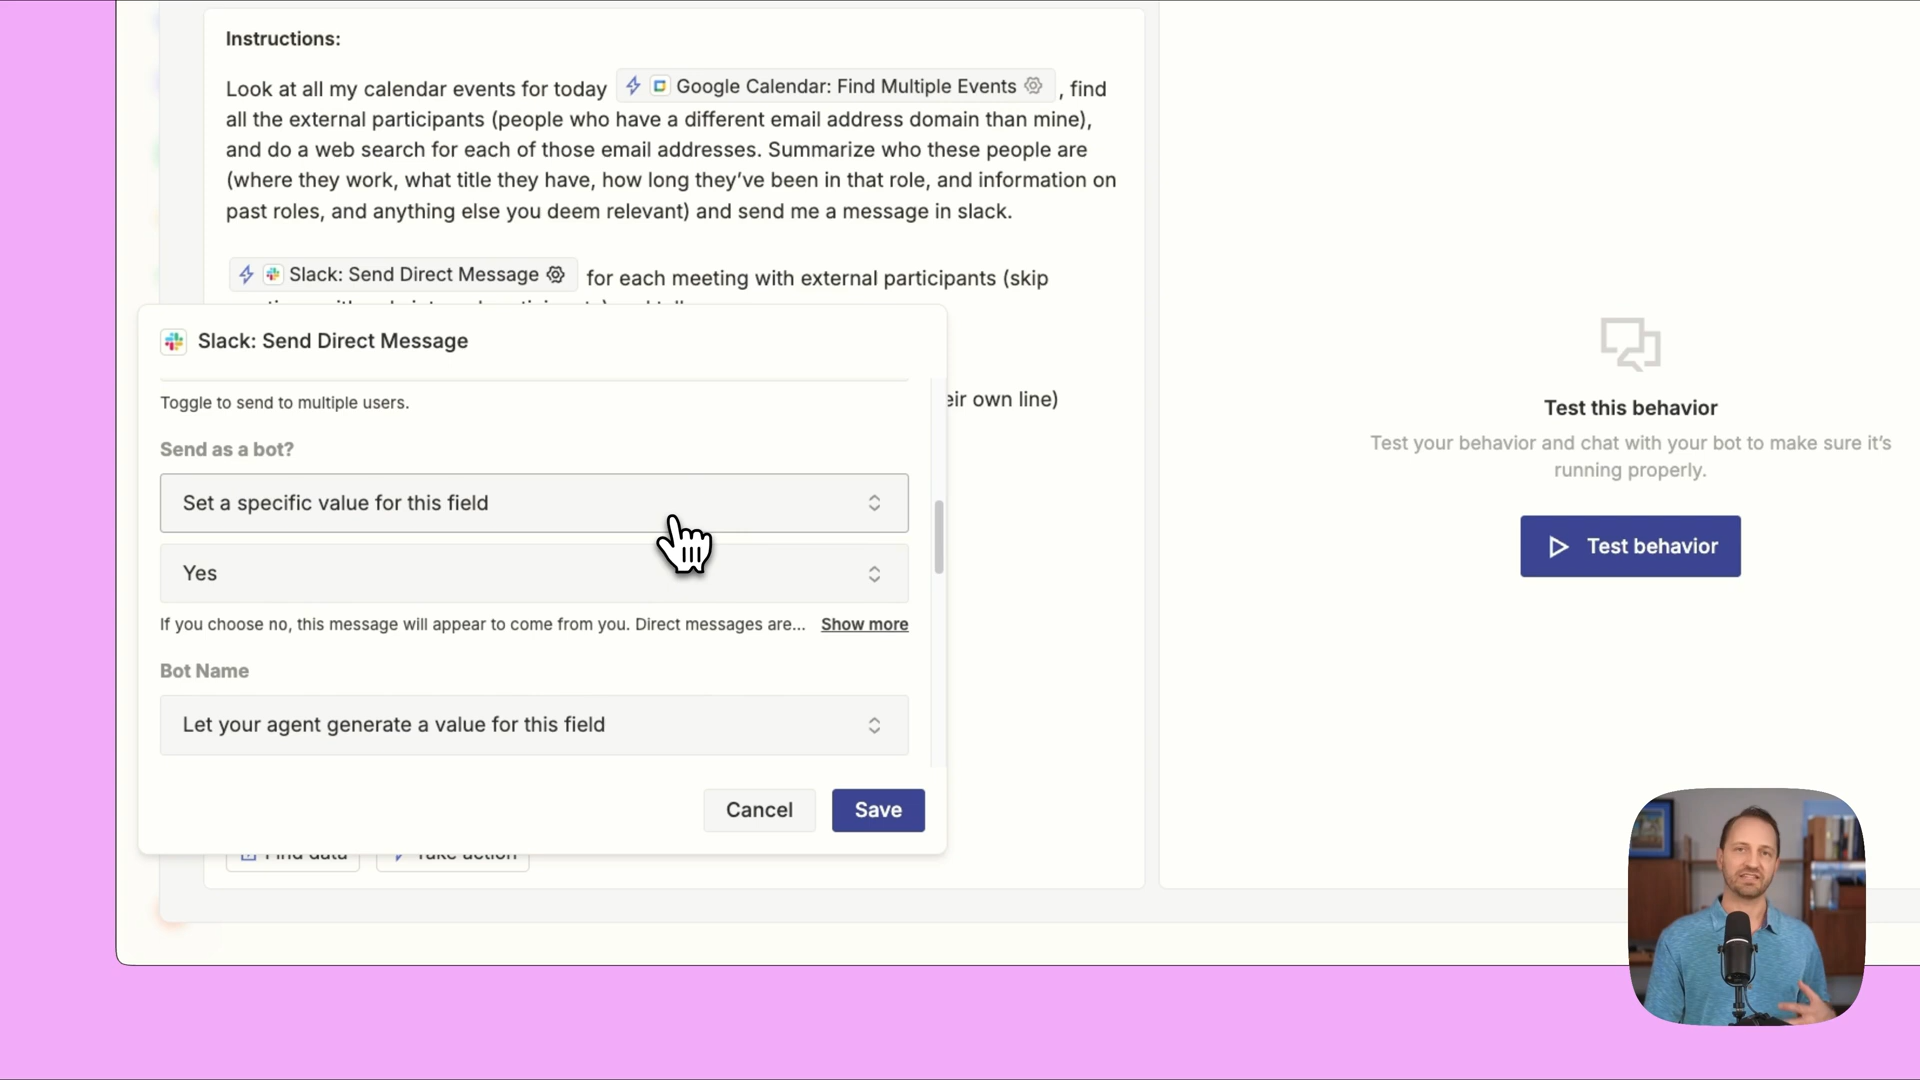 Instructions:
Look at all my calendar events for today Google Calendar: Find Multiple Events , find
all the external participants (people who have a different email address domain than mine),
and do a web search for each of those email addresses. Summarize who these people are
(where they work, what title they have, how long they’ve been in that role, and information on
past roles, and anything else you deem relevant) and send me a message in slack.
Slack: Send Direct Message for each meeting with external participants (skip
Slack: Send Direct Message
Toggle to send to multiple users.
eir own line)
Send as a bot?
Set a specific value for this field
Yes
If you choose no, this message will appear to come from you. Direct messages are... Show more
Bot Name
Let your agent generate a value for this field
Cancel
Save
Find data
Take action
Test this behavior
Test your behavior and chat with your bot to make sure it’s
running properly.
Test behavior